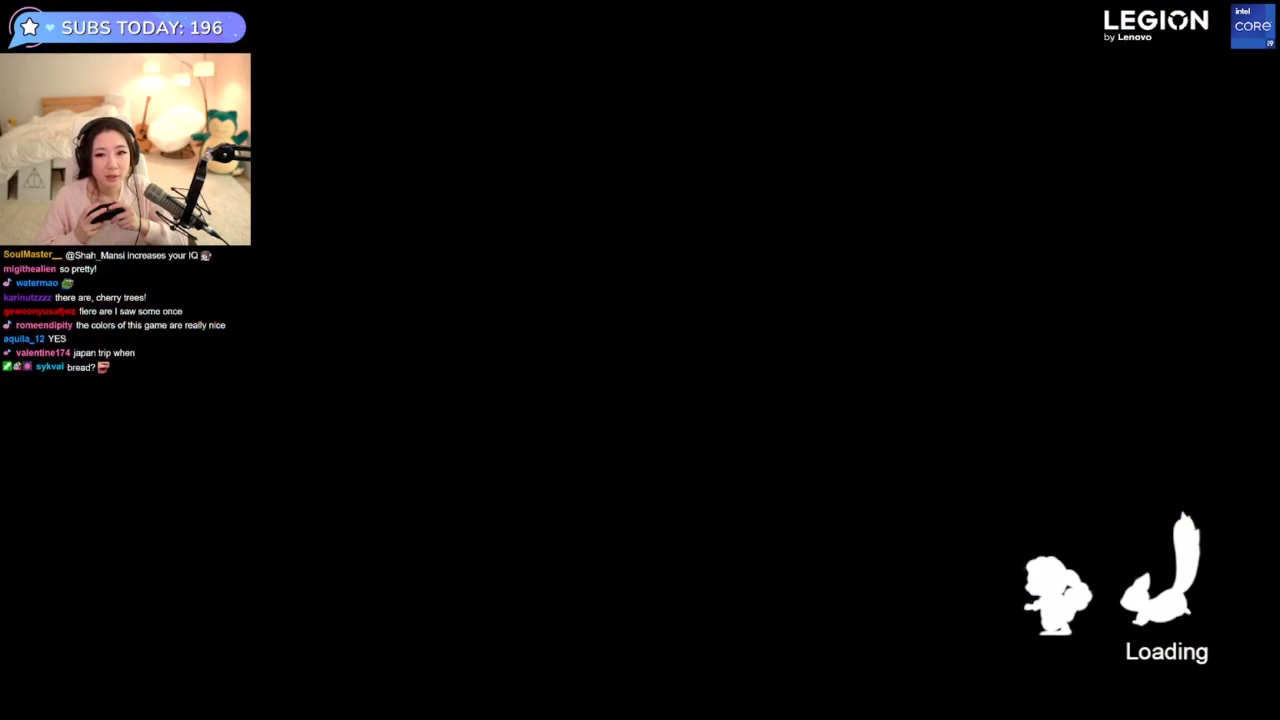 SUBS TODAY: 196
LEGION
by Lenovo
intel
CORE
i9
SoulMaster__ @Shah_Mansi increases your IQ
migithealien so pretty!
watermao
karinutzzzz there are, cherry trees!
fiere are I saw some once
romeendipity the colors of this game are really nice
aquila_12 YES
valentine174 japan trip when
sykval bread?
Loading